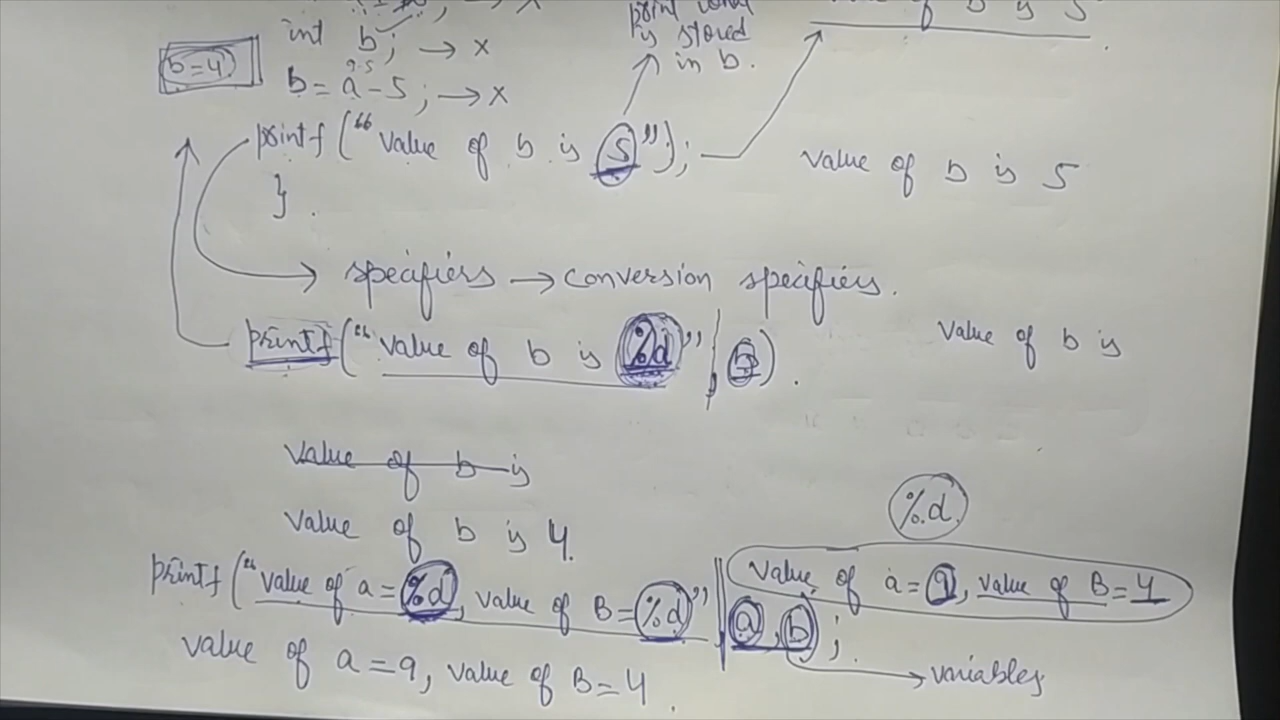 int b; → x
print
is stored
in b.
b=4
9-5
b = a - 5; → x
printf ("value of b is 5");
value of b is 5
}.
specifiers → conversion specifiers.
printf ("value of b is %d", b).
value of b is
value of b is
value of b is 4.
%d
printf ("value of a = %d, value of B = %d", a, b;
value of a = 9, value of B = 4
value of a = 9, value of B = 4.
variables